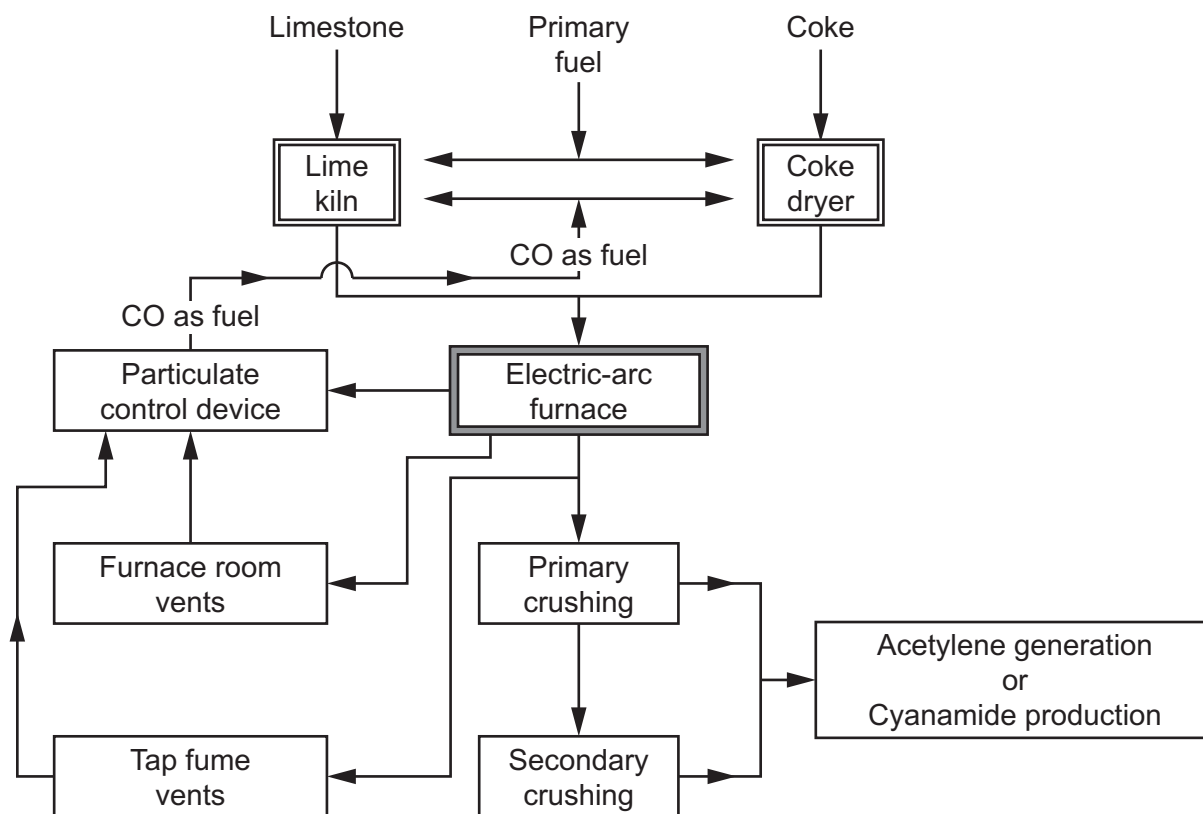 Limestone
Primary
fuel
Coke
Lime
kiln
Coke
dryer
CO as fuel
CO as fuel
Particulate
control device
Electric-arc
furnace
Furnace room
vents
Primary
crushing
Acetylene generation
or
Cyanamide production
Tap fume
vents
Secondary
crushing